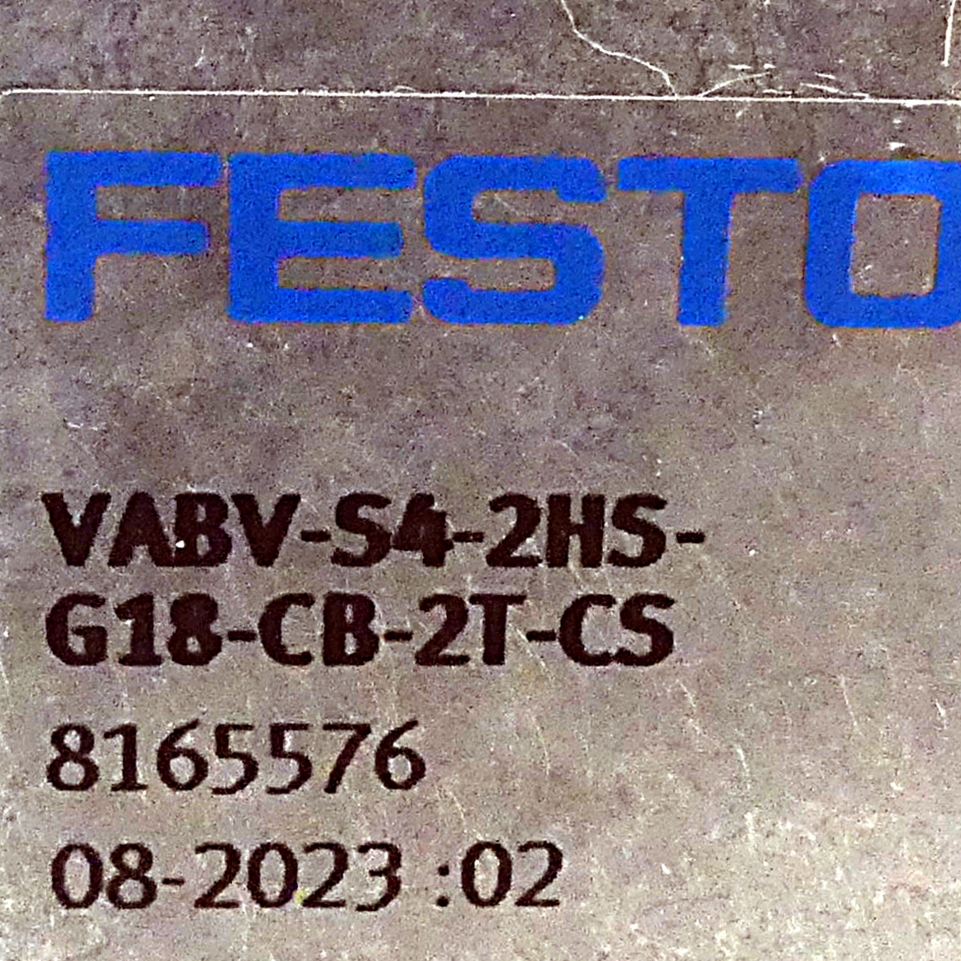 FESTO
VABV-S4-2HS-
G18-CB-2T-CS
8165576
08-2023 :02